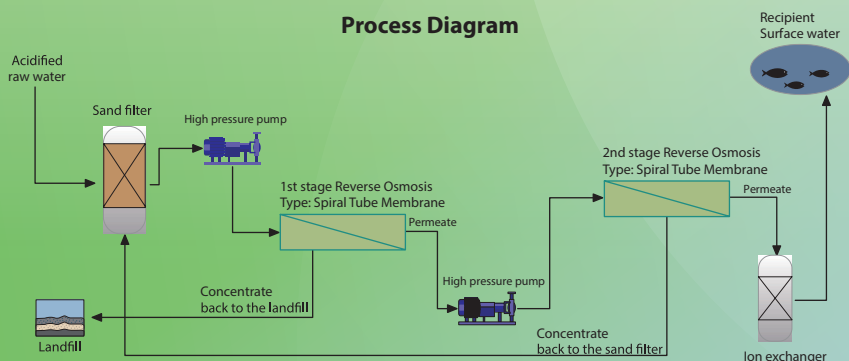 Process Diagram
Recipient
Surface water
Acidified
raw water
Sand filter
High pressure pump
1st stage Reverse Osmosis
Type: Spiral Tube Membrane
Permeate
2nd stage Reverse Osmosis
Type: Spiral Tube Membrane
Permeate
High pressure pump
Concentrate
back to the landfill
Landfill
Concentrate
back to the sand filter
Ion exchanger